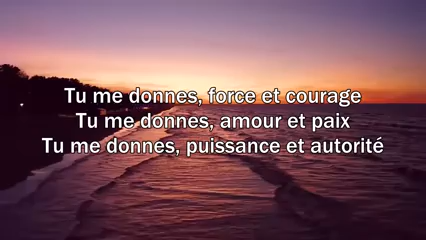 Tu me donnes, force et courage
Tu me donnes, amour et paix
Tu me donnes, puissance et autorité